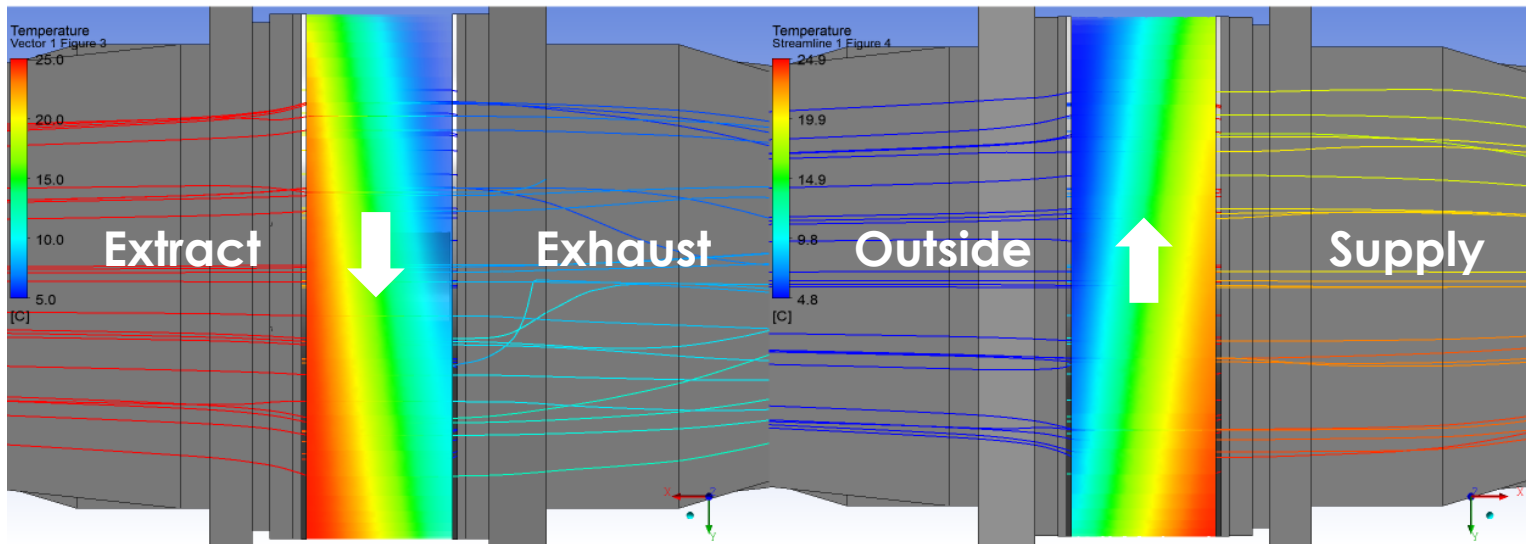 Temperature
Vector 1 Figure 3
25.0
20.0
15.0
10.0
5.0
[C]
Extract
Exhaust
X
Z
Y
Temperature
Streamline 1 Figure 4
24.9
19.9
14.9
9.8
4.8
[C]
Outside
Supply
X
Y